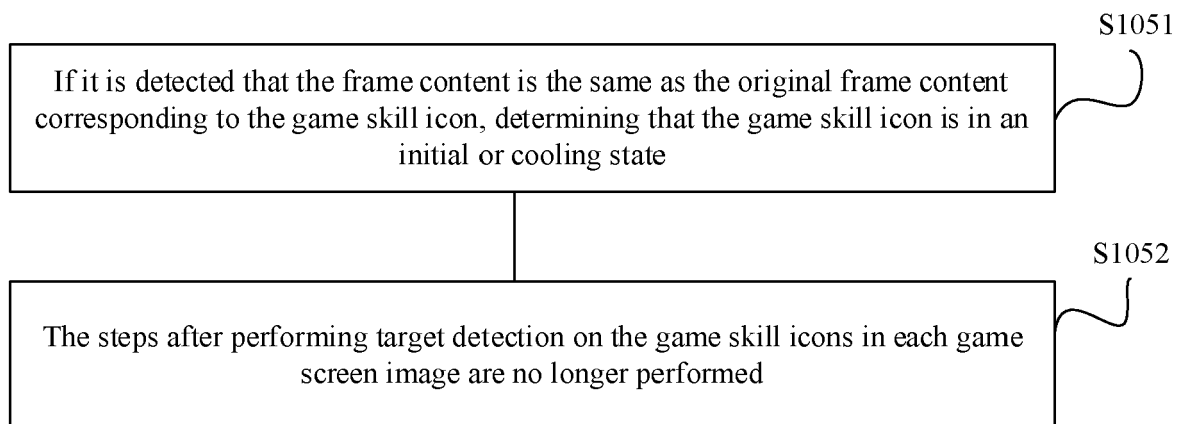 S1051
If it is detected that the frame content is the same as the original frame content
corresponding to the game skill icon, determining that the game skill icon is in an
initial or cooling state
S1052
The steps after performing target detection on the game skill icons in each game
screen image are no longer performed